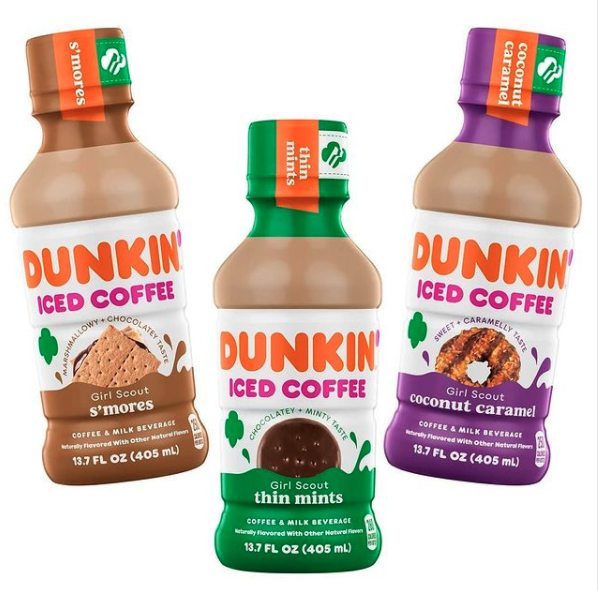 s'mores
DUNKIN'
ICED COFFEE
MARSHMALLOWY + CHOCOLATEY TASTE
Girl Scout
s'mores
COFFEE & MILK BEVERAGE
Naturally Flavored With Other Natural Flavors
13.7 FL OZ (405 mL)
thin
mints
DUNKIN'
ICED COFFEE
CHOCOLATEY + MINTY TASTE
Girl Scout
thin mints
COFFEE & MILK BEVERAGE
Naturally Flavored With Other Natural Flavors
13.7 FL OZ (405 mL)
coconut
caramel
DUNKIN'
ICED COFFEE
SWEET + CARAMELLY TASTE
Girl Scout
coconut caramel
COFFEE & MILK BEVERAGE
Naturally Flavored With Other Natural Flavors
13.7 FL OZ (405 mL)